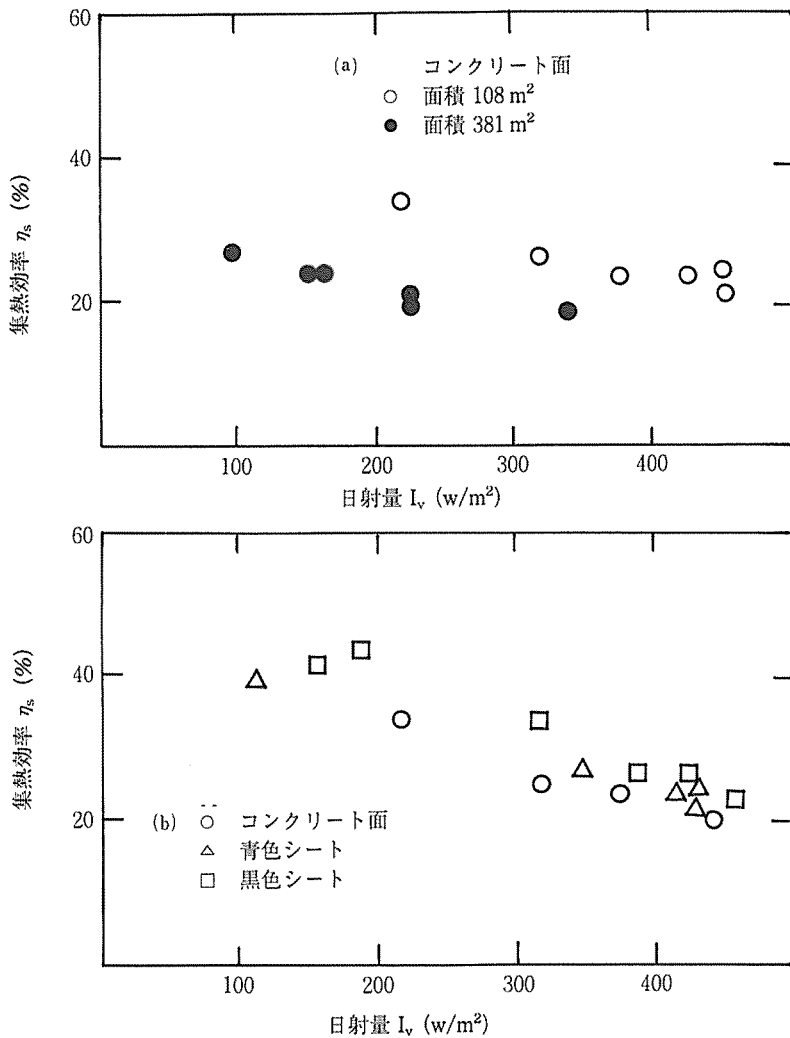 60
(a) コンクリート面
○ 面積 108 m²
● 面積 381 m²
40
20
集熱効率 ηs (%)
100 200 300 400
日射量 Iv (w/m²)
60
40
20
集熱効率 ηs (%)
(b) ○ コンクリート面
△ 青色シート
□ 黒色シート
100 200 300 400
日射量 Iv (w/m²)